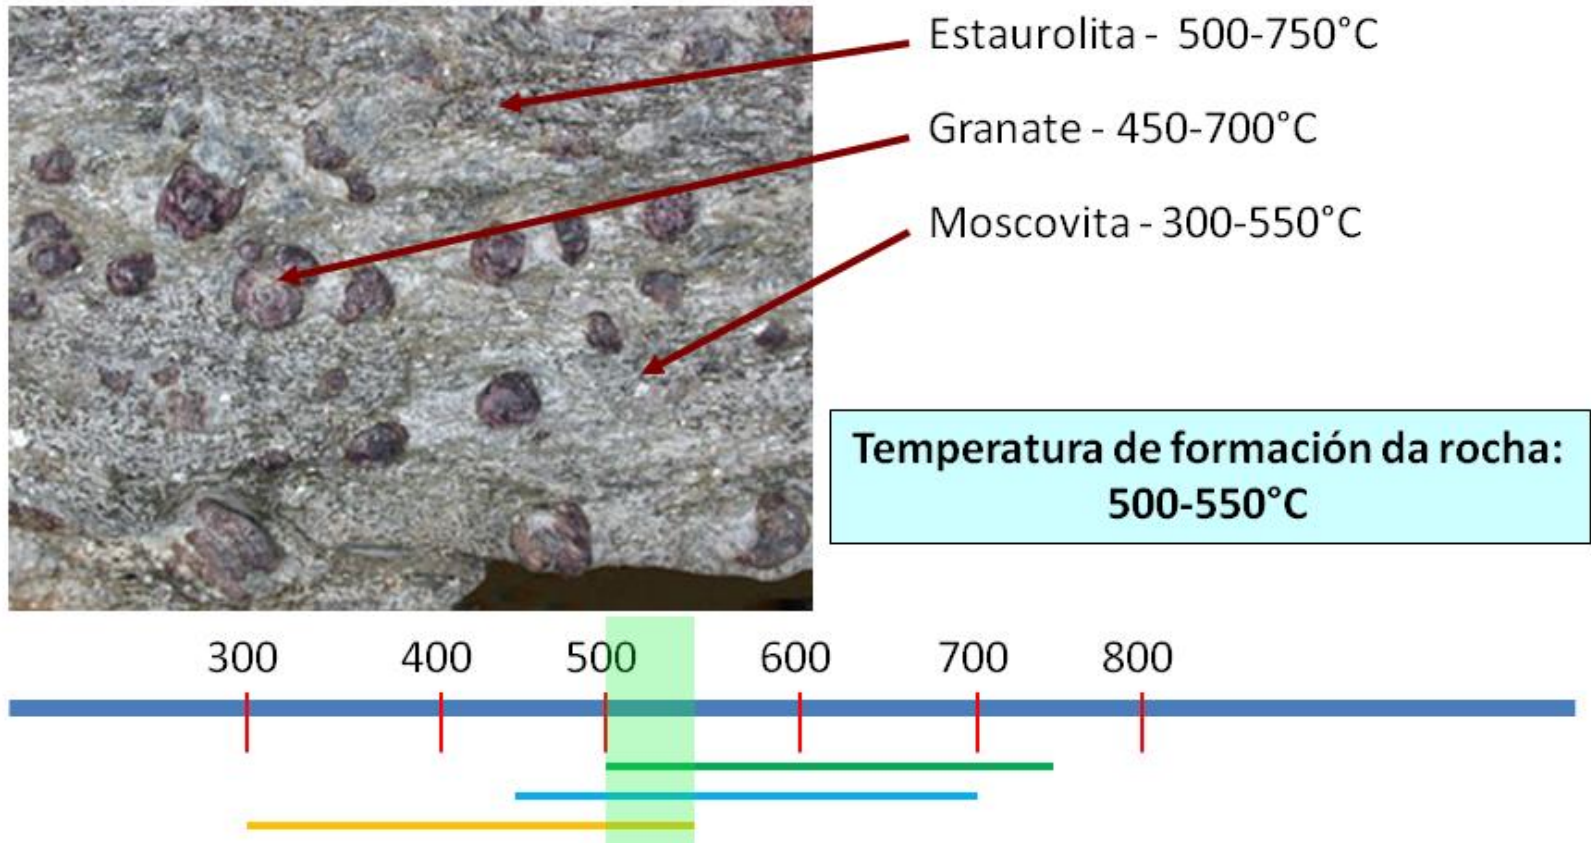 Estaurolita - 500-750°C
Granate - 450-700°C
Moscovita - 300-550°C
Temperatura de formación da rocha:
500-550°C
300 400 500 600 700 800